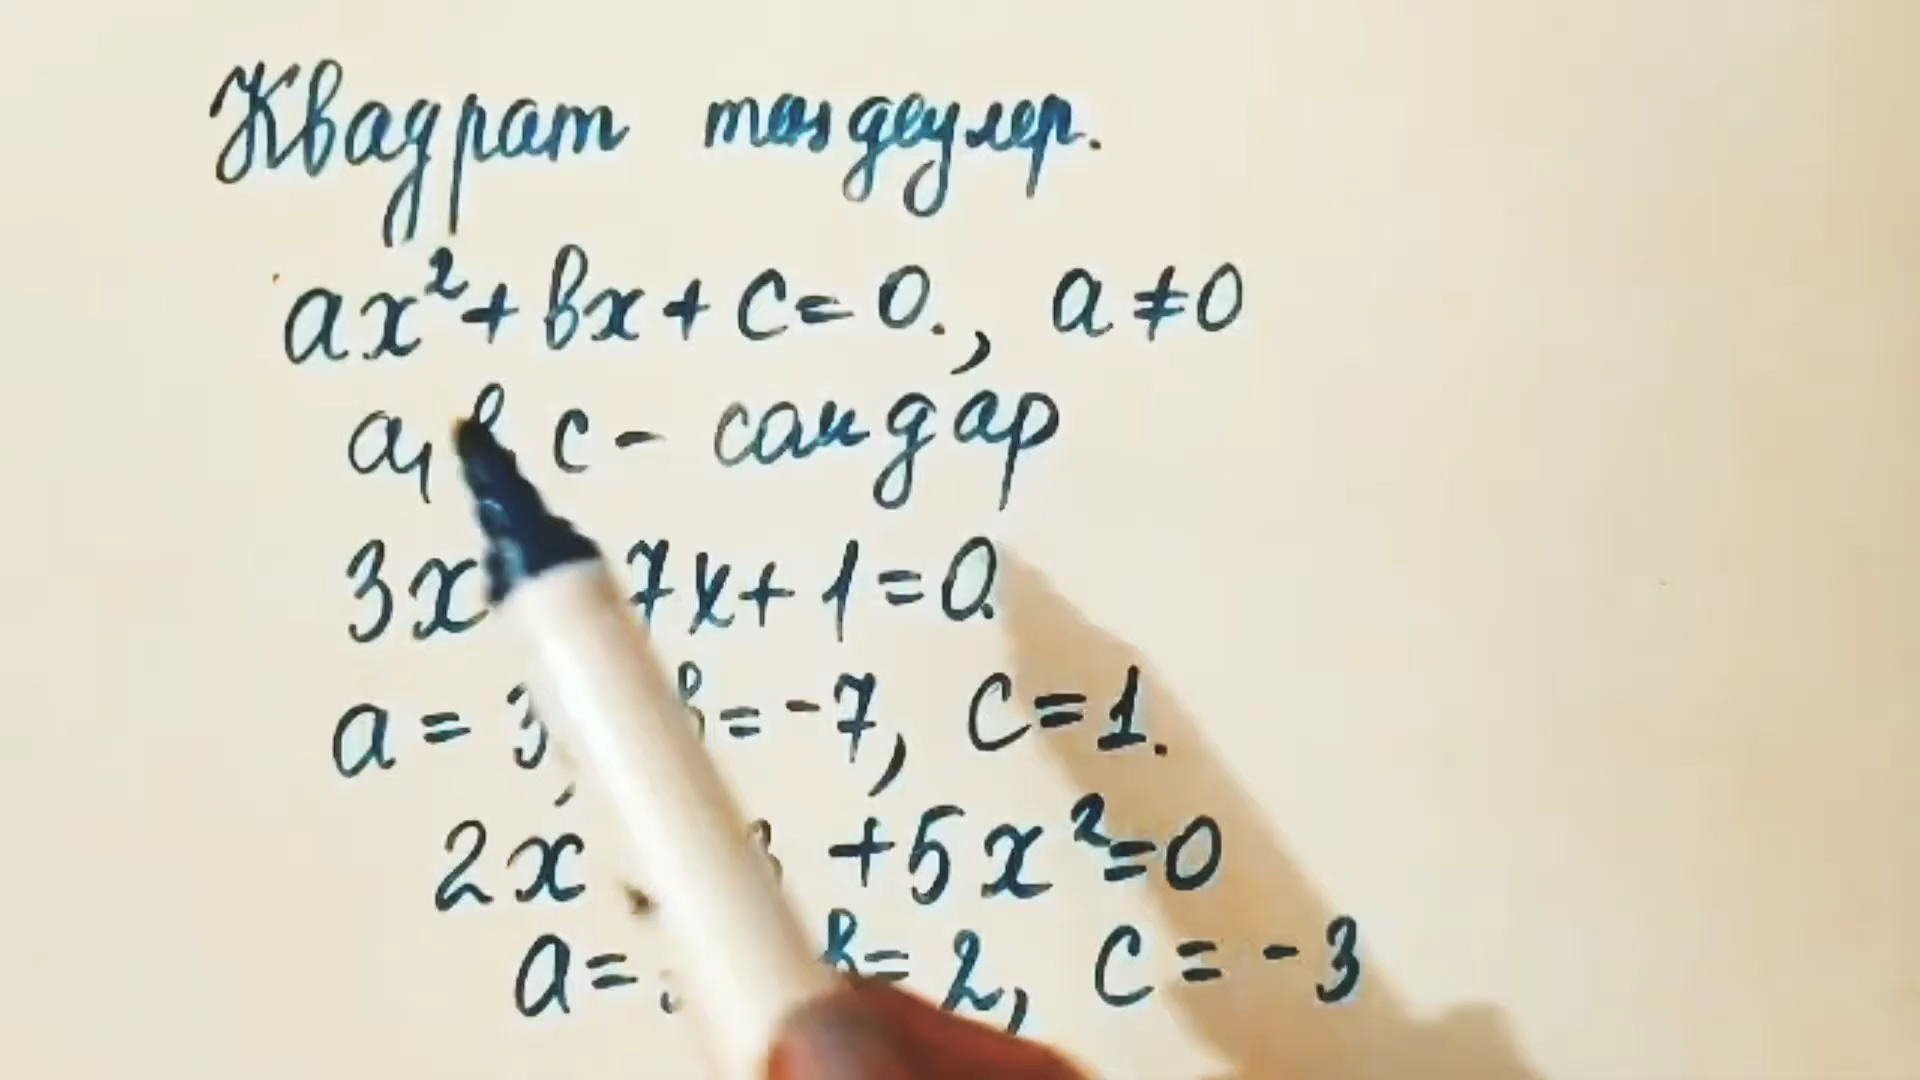 Квадрат теңдеулер.
ax²+вx+c=0., a≠0
a, в c - сандар
3x 7x+1=0.
a=3, в=-7, c=1.
2x +5x²=0
a= в=2, c=-3